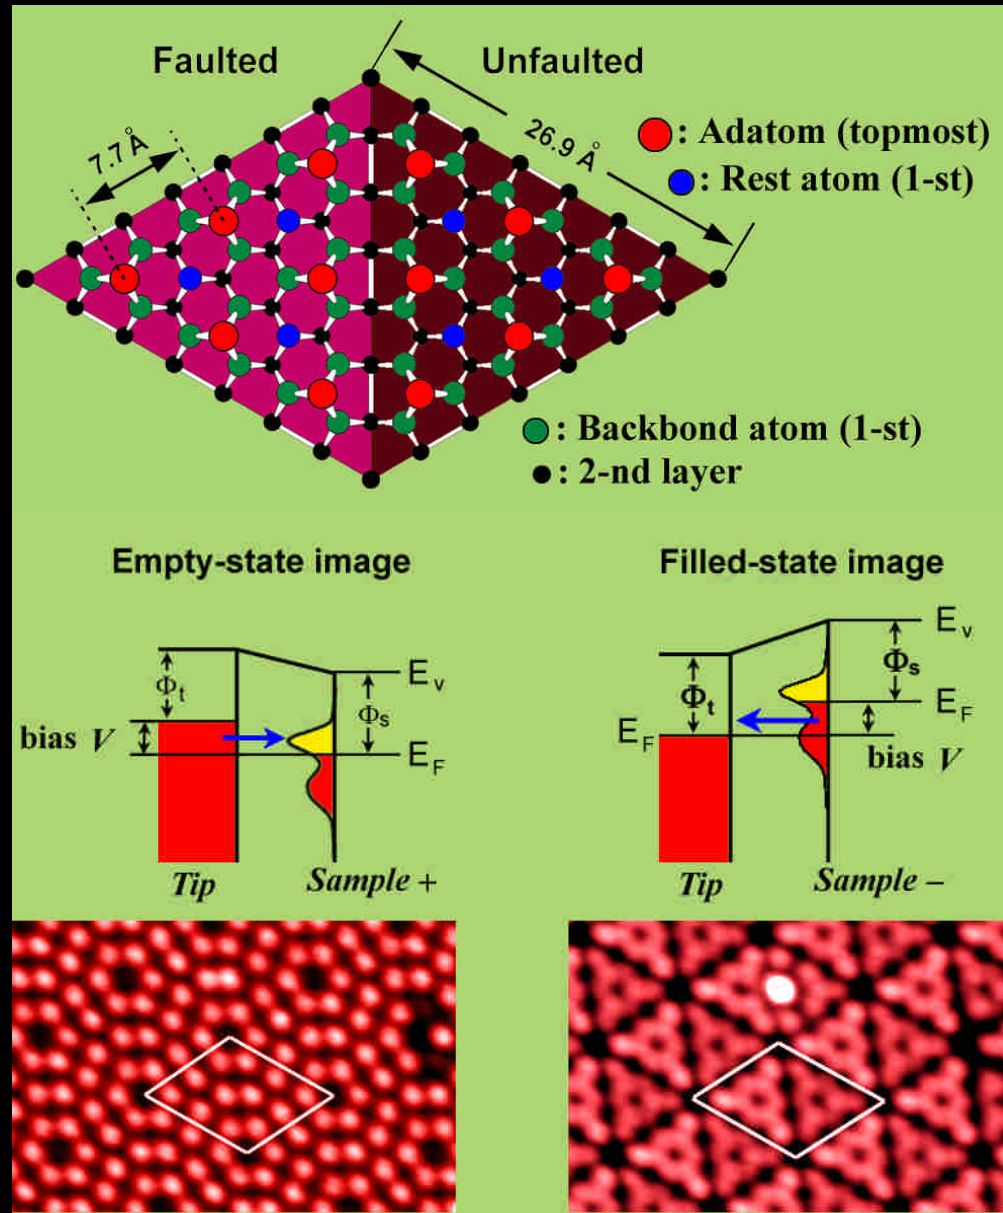 Faulted
Unfaulted
7.7 Å
26.9 Å
: Adatom (topmost)
: Rest atom (1-st)
: Backbond atom (1-st)
: 2-nd layer
Empty-state image
Filled-state image
Φt
bias V
Ev
Φs
EF
Tip
Sample +
Ev
Φs
Φt
EF
EF
bias V
Tip
Sample –